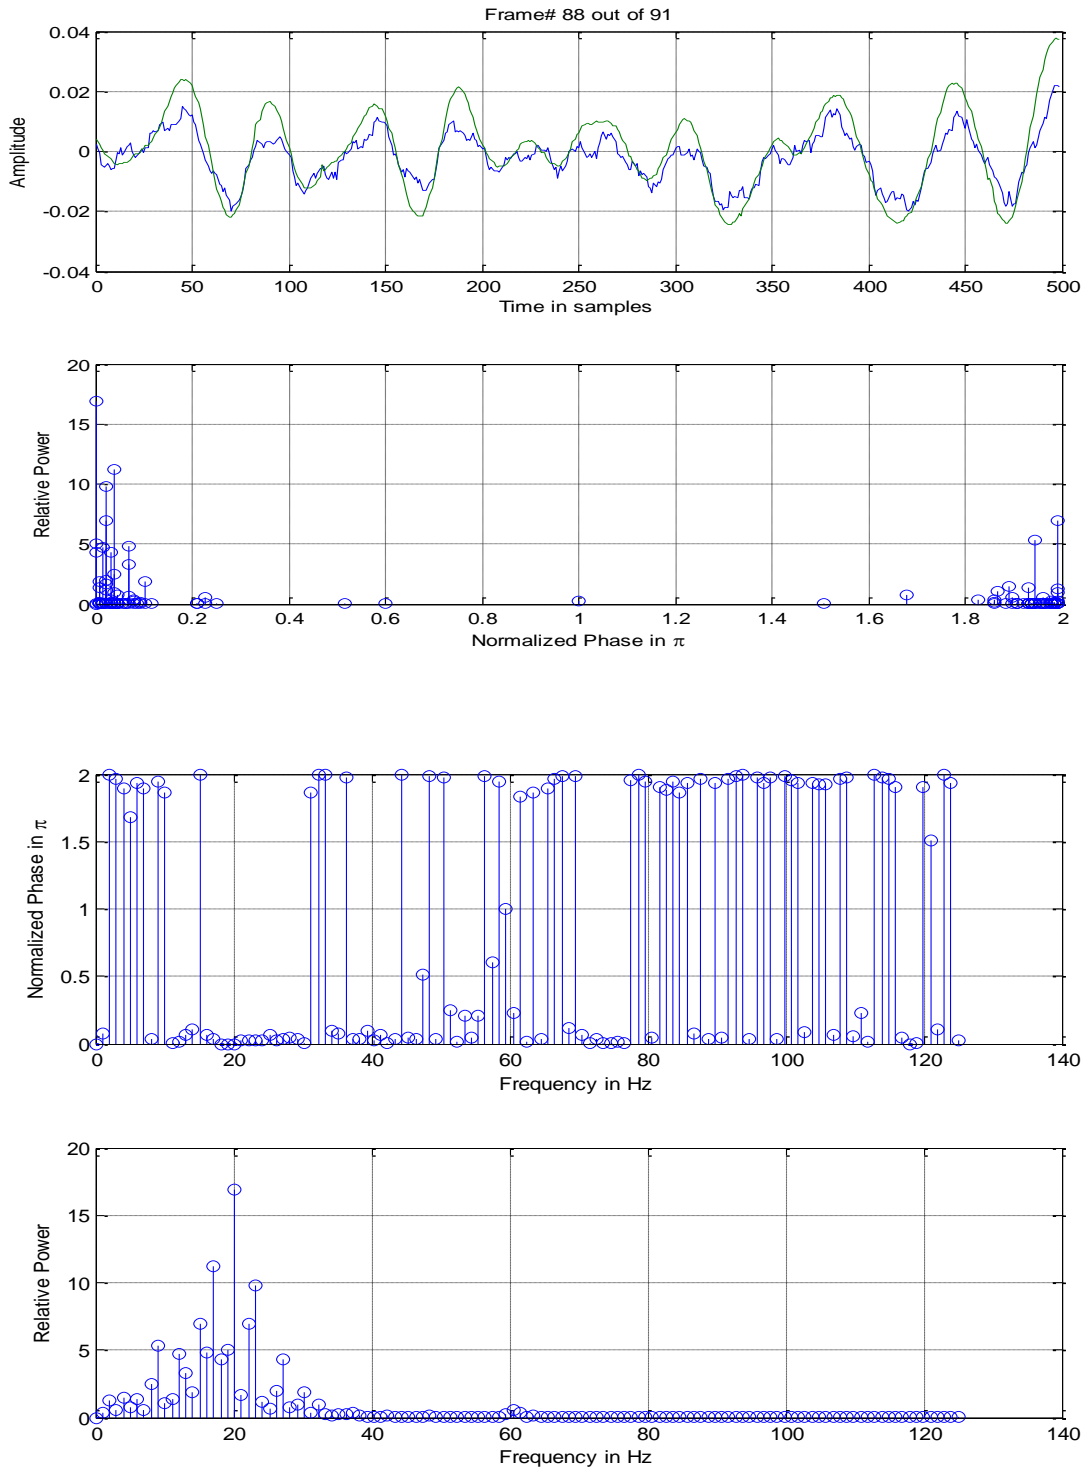 Frame# 88 out of 91
0.04
0.02
0
-0.02
-0.04
Amplitude
0 50 100 150 200 250 300 350 400 450 500
Time in samples
20
15
10
5
0
Relative Power
0 0.2 0.4 0.6 0.8 1 1.2 1.4 1.6 1.8 2
Normalized Phase in π
2
1.5
1
0.5
0
Normalized Phase in π
0 20 40 60 80 100 120 140
Frequency in Hz
20
15
10
5
0
Relative Power
0 20 40 60 80 100 120 140
Frequency in Hz